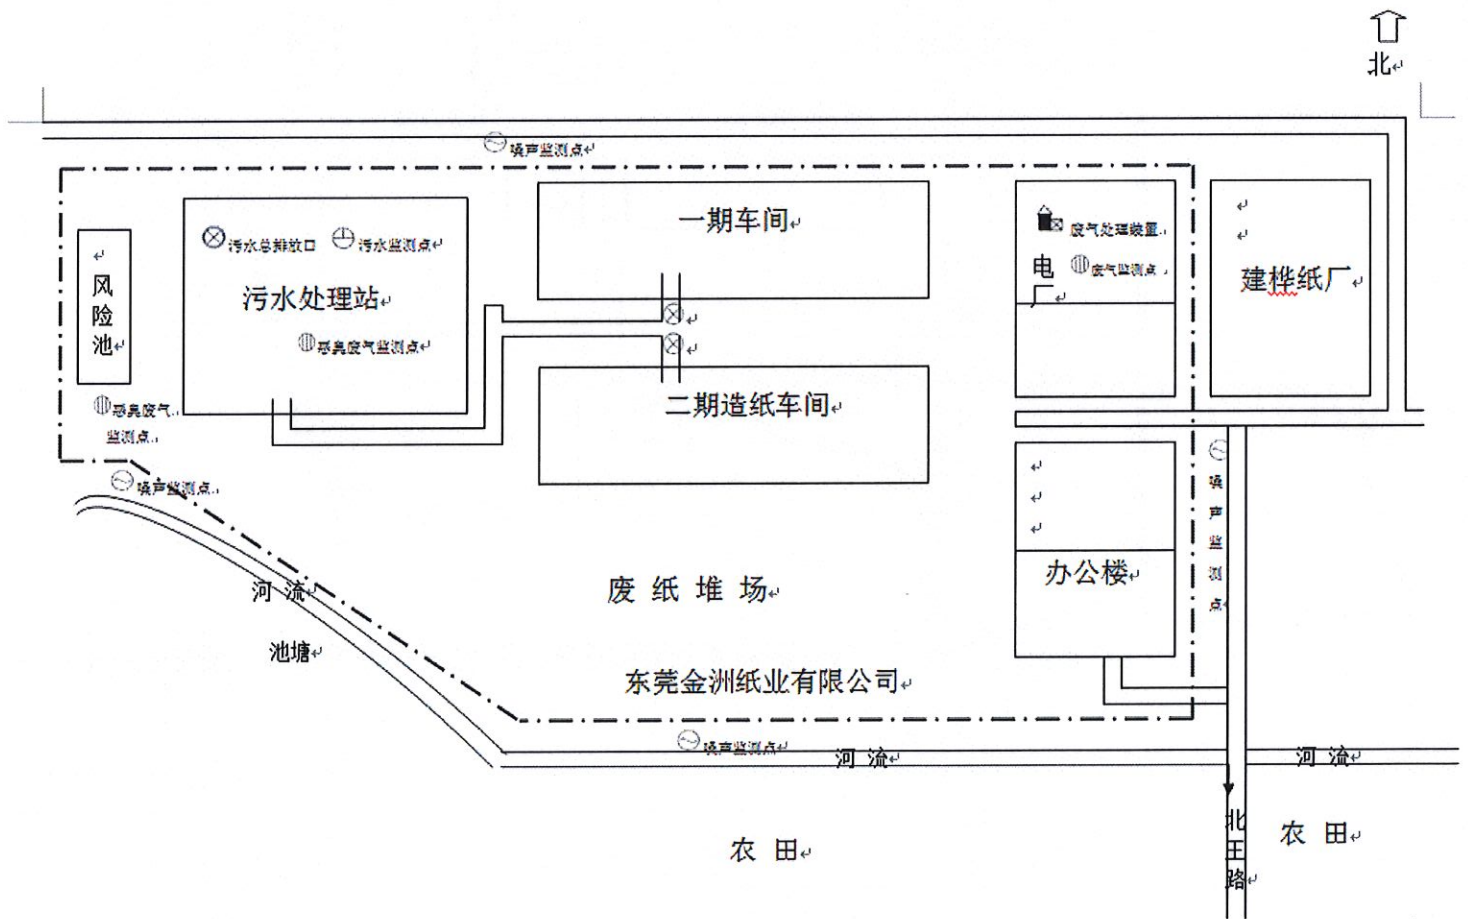 北
噪声监测点
一期车间
废气处理装置
污水总排放口
污水监测点
电厂
废气监测点
建桦纸厂
风险池
污水处理站
恶臭废气监测点
二期造纸车间
恶臭废气
监测点
噪声监测点
噪声监测点
办公楼
废 纸 堆 场
河 流
池塘
东莞金洲纸业有限公司
噪声监测点
河 流
河 流
北王路
农 田
农 田